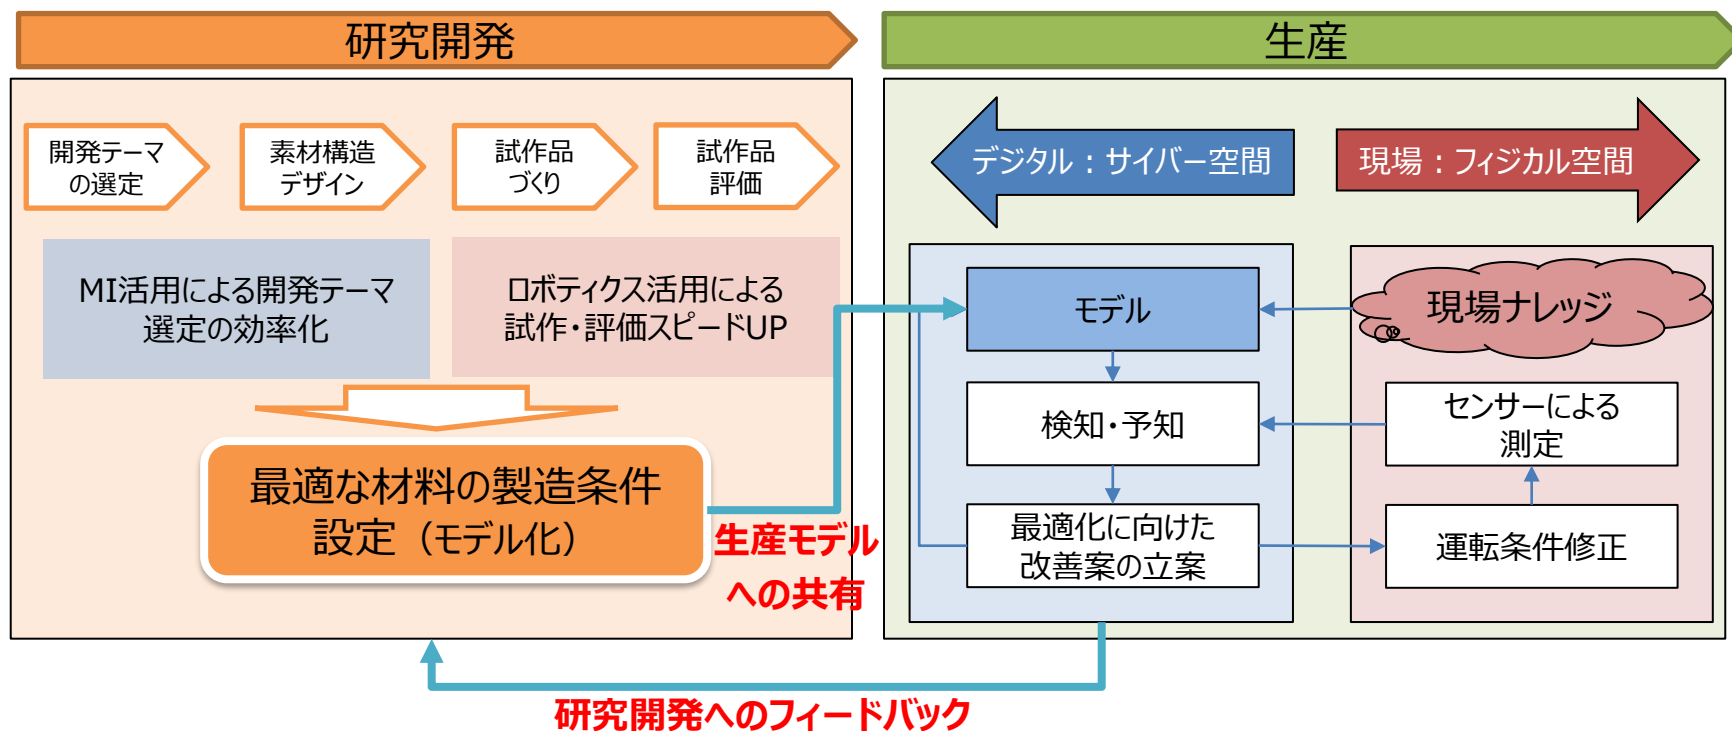 研究開発
生産
開発テーマ
の選定
素材構造
デザイン
試作品
づくり
試作品
評価
デジタル：サイバー空間
現場：フィジカル空間
MI活用による開発テーマ
選定の効率化
ロボティクス活用による
試作・評価スピードUP
モデル
現場ナレッジ
検知・予知
センサーによる
測定
最適な材料の製造条件
設定（モデル化）
生産モデル
への共有
最適化に向けた
改善案の立案
運転条件修正
研究開発へのフィードバック